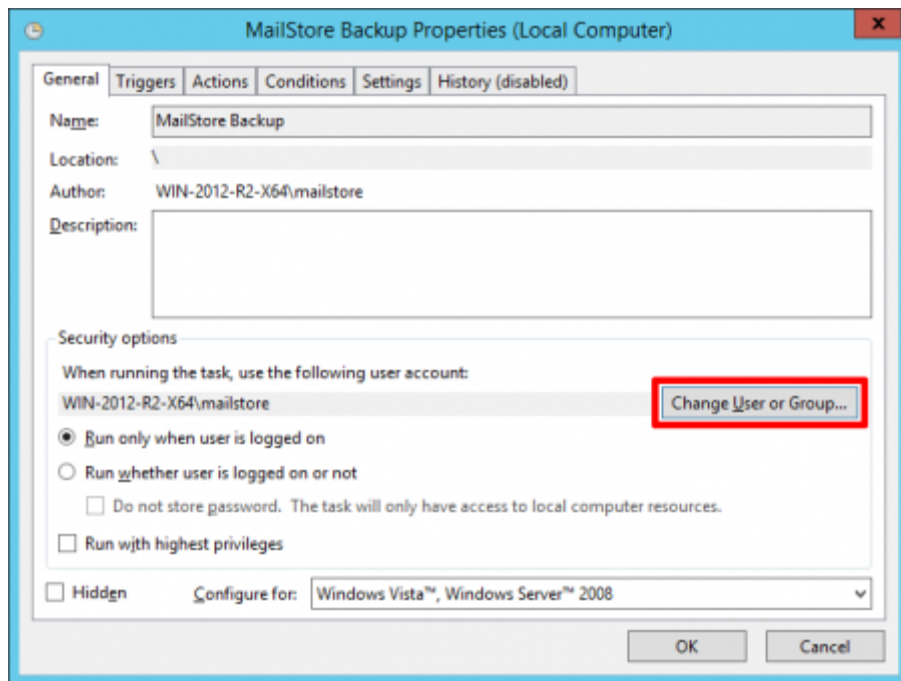 MailStore Backup Properties (Local Computer)
x
General Triggers Actions Conditions Settings History (disabled)
Name: MailStore Backup
Location: \
Author: WIN-2012-R2-X64\mailstore
Description:
Security options
When running the task, use the following user account:
WIN-2012-R2-X64\mailstore Change User or Group...
Run only when user is logged on
Run whether user is logged on or not
Do not store password. The task will only have access to local computer resources.
Run with highest privileges
Hidden Configure for: Windows Vista™, Windows Server™ 2008
OK Cancel